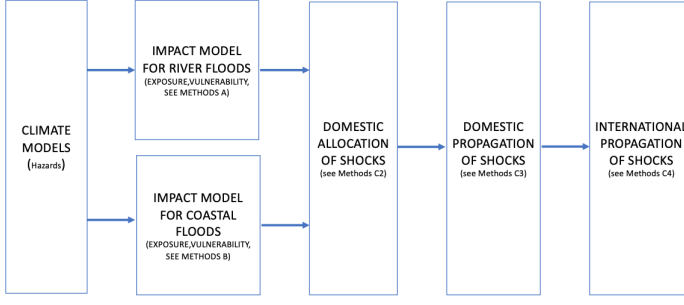 CLIMATE
MODELS
(Hazards)
IMPACT MODEL
FOR RIVER FLOODS
(EXPOSURE,VULNERABILITY,
SEE METHODS A)
IMPACT MODEL
FOR COASTAL
FLOODS
(EXPOSURE,VULNERABILITY,
SEE METHODS B)
DOMESTIC
ALLOCATION
OF SHOCKS
(see Methods C2)
DOMESTIC
PROPAGATION
OF SHOCKS
(see Methods C3)
INTERNATIONAL
PROPAGATION
OF SHOCKS
(see Methods C4)